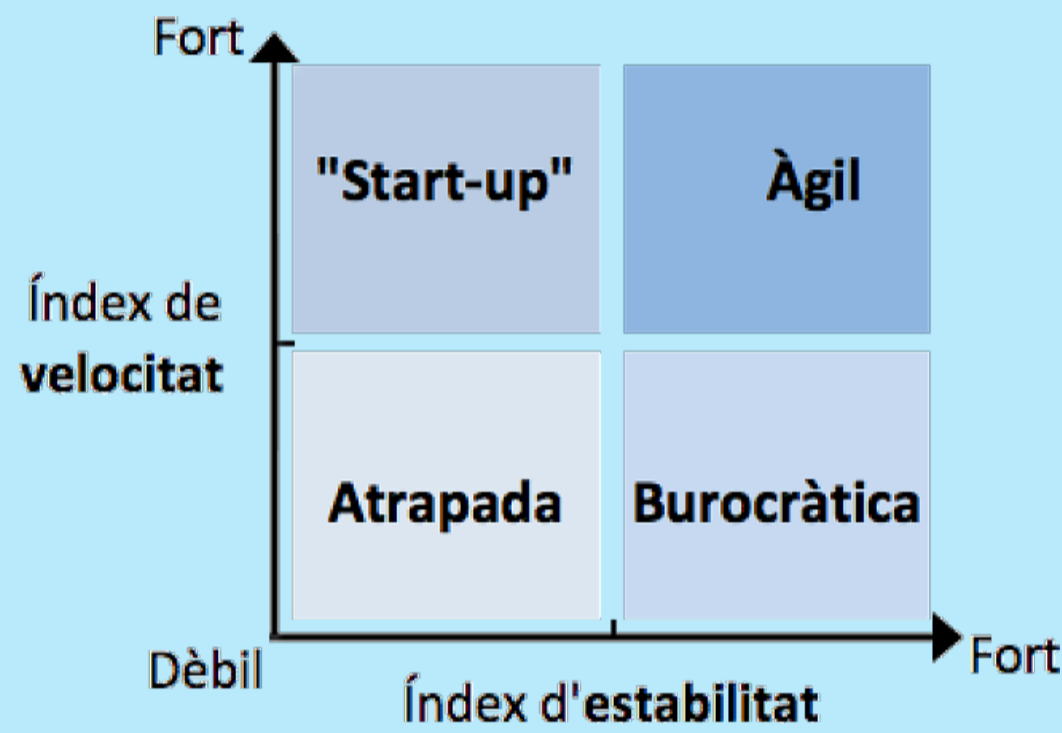 Fort
"Start-up"
Àgil
Índex de
velocitat
Atrapada
Burocràtica
Dèbil
Fort
Índex d'estabilitat